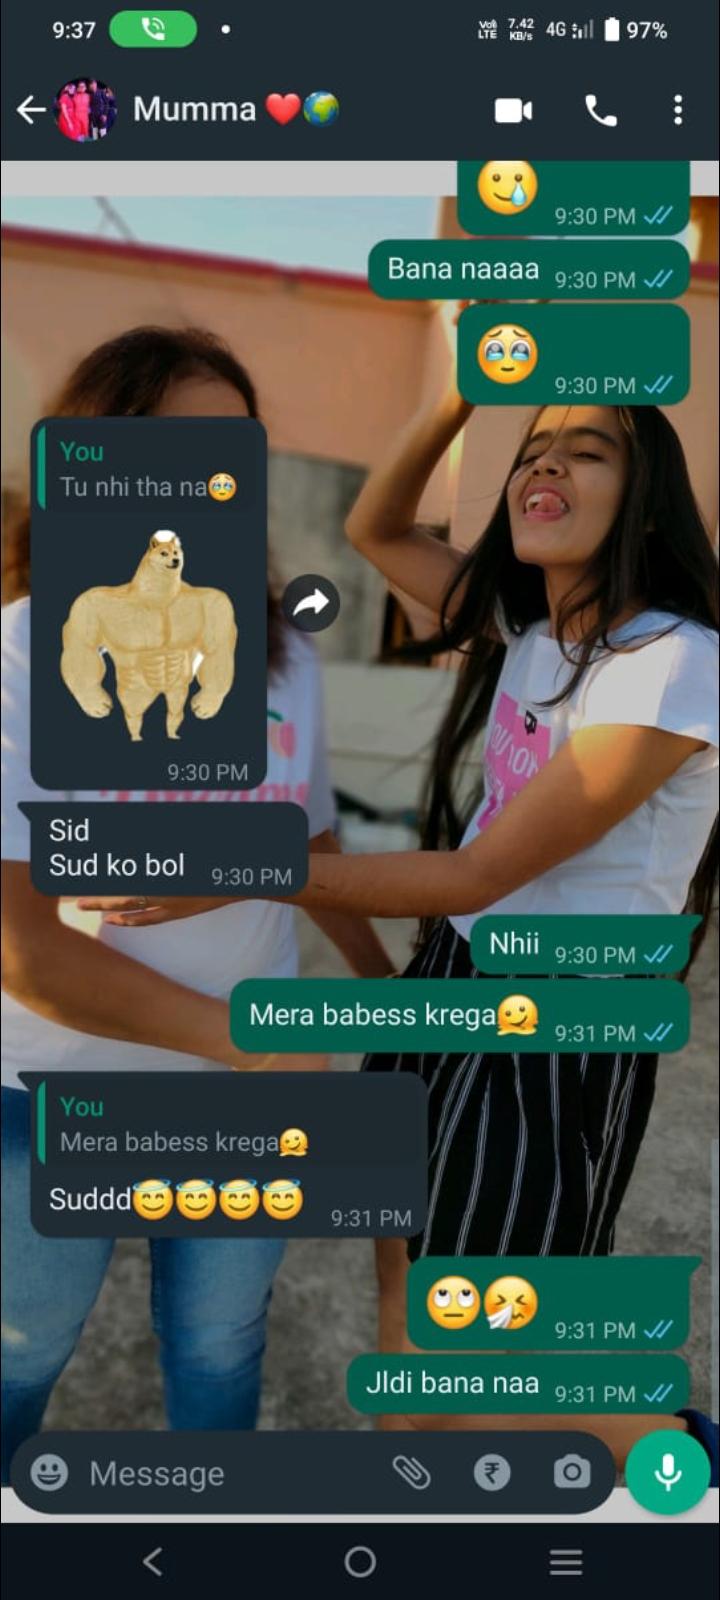 9:37
Vo)) LTE 7.42 KB/s 4G 97%
Mumma ❤️🌍
🥲 9:30 PM
Bana naaaa 9:30 PM
🥹 9:30 PM
You
Tu nhi tha na🥹
9:30 PM
Sid
Sud ko bol 9:30 PM
Nhii 9:30 PM
Mera babess krega🫠 9:31 PM
You
Mera babess krega🫠
Suddd😇😇😇😇 9:31 PM
🙄🤧 9:31 PM
Jldi bana naa 9:31 PM
Message ₹